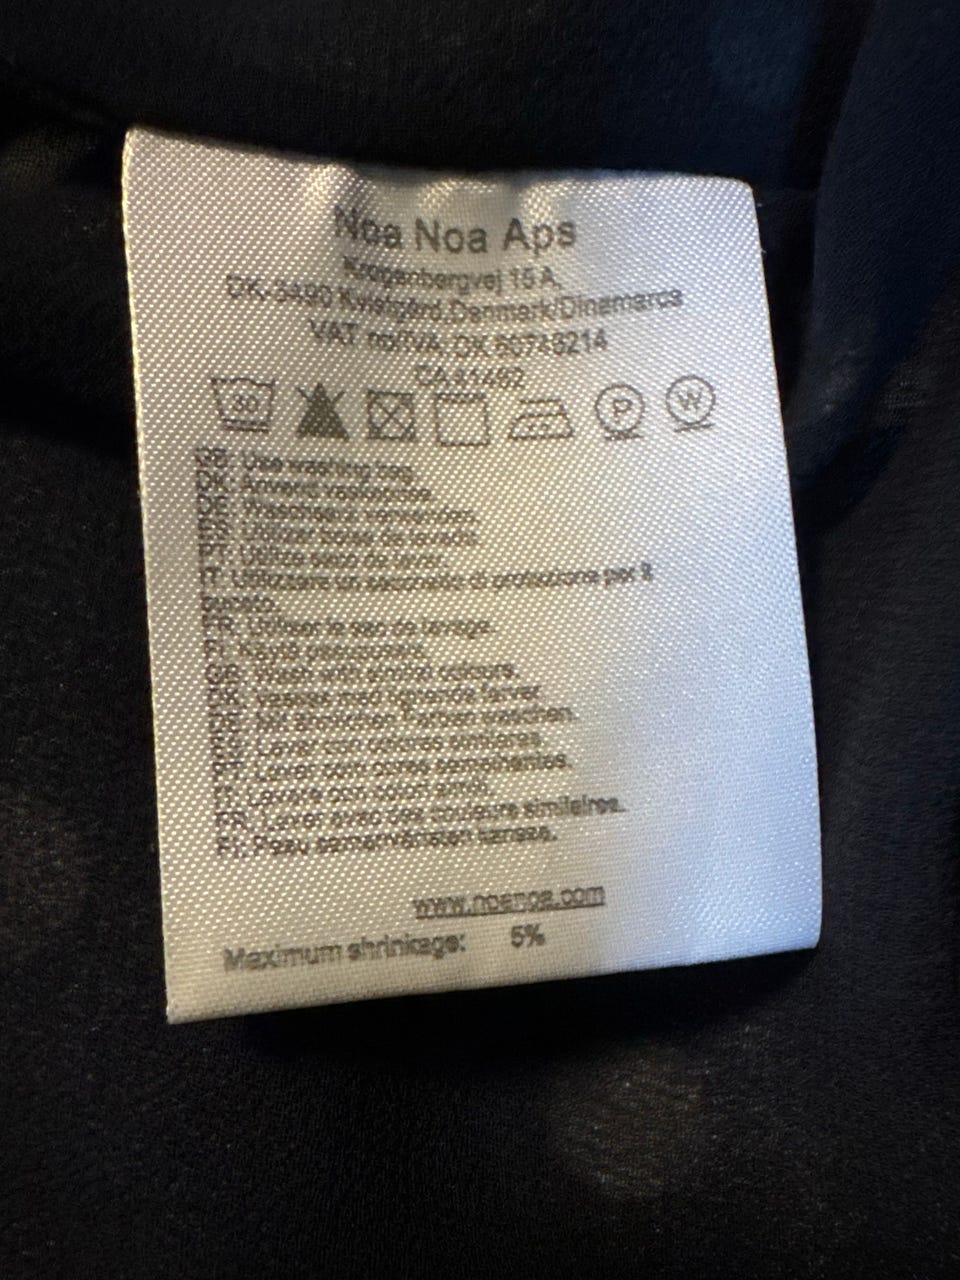 Noa Noa Aps
Krogenbergvej 15 A,
DK-3490 Kvistgård, Denmark/Dinamarca
VAT no/IVA: DK
CA
30
P W
GB: Use washing bag.
DK: Anvend vaskepose.
DE: Waschsack verwenden.
ES: Utilizar bolsa de lavado.
PT: Utilize saco de lavar.
IT: Utilizzare un sacchetto di protezione per il
bucato.
FR: Utiliser le sac de lavage.
FI: Käytä pesupussia.
GB: Wash with similar colours.
DK: Vaskes med lignende farver.
DE: Mit ähnlichen Farben waschen.
ES: Lavar con colores similares.
PT: Lavar com cores semelhantes.
IT: Lavare con colori simili.
FR: Laver avec des couleurs similaires.
FI: Pesu samanväristen kanssa.
www.noanoa.com
Maximum shrinkage: 5%